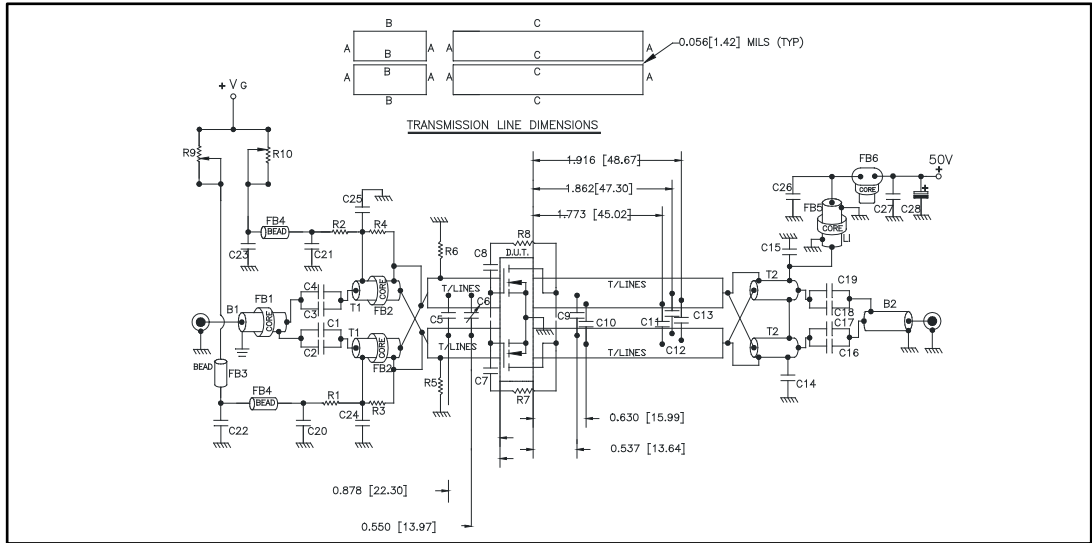 B
C
A
B
A
A
C
A
0.056[1.42] MILS (TYP)
A
B
A
A
C
A
B
C
TRANSMISSION LINE DIMENSIONS
+ VG
R9
R10
1.916 [48.67]
1.862[47.30]
1.773 [45.02]
FB6
50V
CORE
C26
C27
C28
FB5
CORE
L1
C15
C25
FB4
BEAD
R2
R4
C23
C21
R6
C8
R8
D.U.T.
C4
C3
T1
CORE
FB2
T/LINES
T/LINES
T2
C19
C18
B1
FB1
CORE
C1
C2
T1
CORE
FB2
C5
C6
T/LINES
C9
C10
C11
C12
C13
T/LINES
T2
C17
C16
B2
BEAD
FB3
FB4
BEAD
R1
R3
R5
C7
R7
C14
C22
C20
C24
0.630 [15.99]
0.537 [13.64]
0.878 [22.30]
0.550 [13.97]